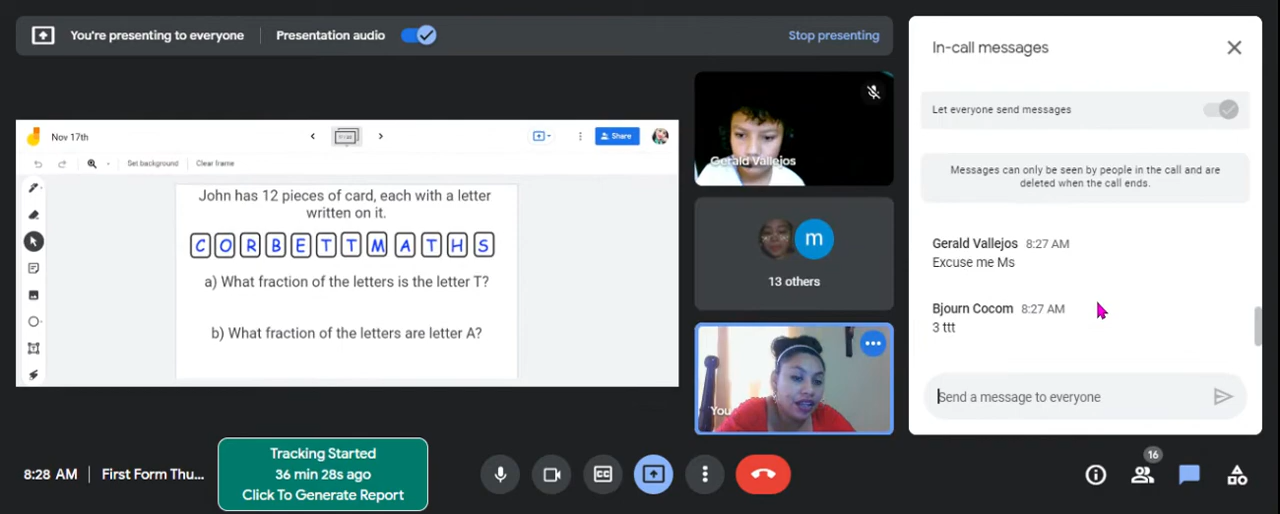 You're presenting to everyone
Presentation audio
Stop presenting
Nov 17th
Share
Set background
Clear frame
John has 12 pieces of card, each with a letter
written on it.
C O R B E T T M A T H S
a) What fraction of the letters is the letter T?
b) What fraction of the letters are letter A?
Gerald Vallejos
m
13 others
You
In-call messages
Let everyone send messages
Messages can only be seen by people in the call and are
deleted when the call ends.
Gerald Vallejos 8:27 AM
Excuse me Ms
Bjourn Cocom 8:27 AM
3 ttt
Send a message to everyone
8:28 AM
First Form Thu...
Tracking Started
36 min 28s ago
Click To Generate Report
CC
16